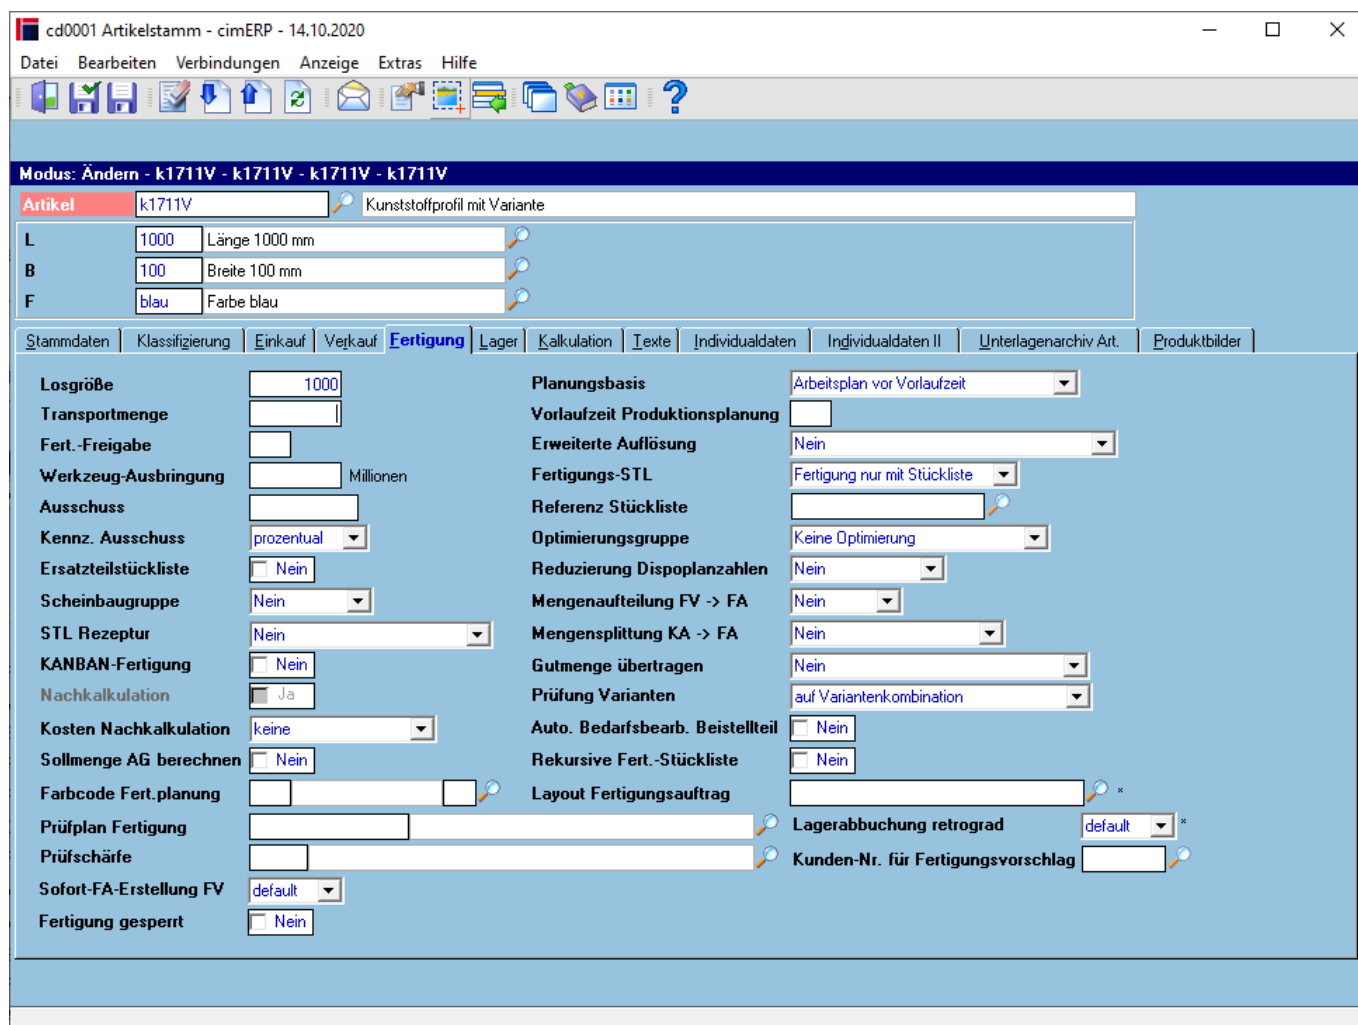 cd0001 Artikelstamm - cimERP - 14.10.2020
Datei Bearbeiten Verbindungen Anzeige Extras Hilfe
Modus: Ändern - k1711V - k1711V - k1711V - k1711V
Artikel k1711V Kunststoffprofil mit Variante
L 1000 Länge 1000 mm
B 100 Breite 100 mm
F blau Farbe blau
Stammdaten Klassifizierung Einkauf Verkauf Fertigung Lager Kalkulation Texte Individualdaten Individualdaten II Unterlagenarchiv Art. Produktbilder
Losgröße 1000 Planungsbasis Arbeitsplan vor Vorlaufzeit
Transportmenge Vorlaufzeit Produktionsplanung
Fert.-Freigabe Erweiterte Auflösung Nein
Werkzeug-Ausbringung Millionen Fertigungs-STL Fertigung nur mit Stückliste
Ausschuss Referenz Stückliste
Kennz. Ausschuss prozentual Optimierungsgruppe Keine Optimierung
Ersatzteilstückliste Nein Reduzierung Dispoplanzahlen Nein
Scheinbaugruppe Nein Mengenaufteilung FV -> FA Nein
STL Rezeptur Nein Mengensplittung KA -> FA Nein
KANBAN-Fertigung Nein Gutmenge übertragen Nein
Nachkalkulation Ja Prüfung Varianten auf Variantenkombination
Kosten Nachkalkulation keine Auto. Bedarfsbearb. Beistellteil Nein
Sollmenge AG berechnen Nein Rekursive Fert.-Stückliste Nein
Farbcode Fert.planung Layout Fertigungsauftrag *
Prüfplan Fertigung Lagerabbuchung retrograd default *
Prüfschärfe Kunden-Nr. für Fertigungsvorschlag
Sofort-FA-Erstellung FV default
Fertigung gesperrt Nein